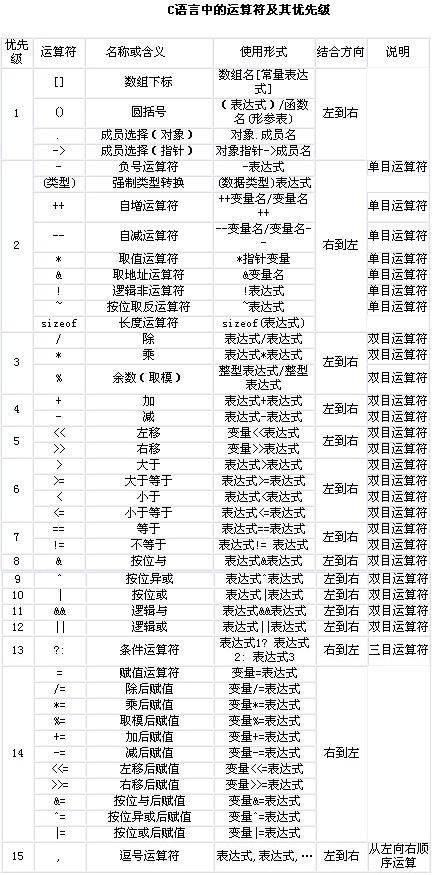 C语言中的运算符及其优先级
优先级 运算符 名称或含义 使用形式 结合方向 说明
1 [] 数组下标 数组名[常量表达式] 左到右
() 圆括号 (表达式)/函数名(形参表)
. 成员选择(对象) 对象.成员名
-> 成员选择(指针) 对象指针->成员名
2 - 负号运算符 -表达式 右到左 单目运算符
(类型) 强制类型转换 (数据类型)表达式
++ 自增运算符 ++变量名/变量名++ 单目运算符
-- 自减运算符 --变量名/变量名-- 单目运算符
* 取值运算符 *指针变量 单目运算符
& 取地址运算符 &变量名 单目运算符
! 逻辑非运算符 !表达式 单目运算符
~ 按位取反运算符 ~表达式 单目运算符
sizeof 长度运算符 sizeof(表达式)
3 / 除 表达式/表达式 左到右 双目运算符
* 乘 表达式*表达式 双目运算符
% 余数(取模) 整型表达式/整型表达式 双目运算符
4 + 加 表达式+表达式 左到右 双目运算符
- 减 表达式-表达式 双目运算符
5 << 左移 变量<<表达式 左到右 双目运算符
>> 右移 变量>>表达式 双目运算符
6 > 大于 表达式>表达式 左到右 双目运算符
>= 大于等于 表达式>=表达式 双目运算符
< 小于 表达式<表达式 双目运算符
<= 小于等于 表达式<=表达式 双目运算符
7 == 等于 表达式==表达式 左到右 双目运算符
!= 不等于 表达式!= 表达式 双目运算符
8 & 按位与 表达式&表达式 左到右 双目运算符
9 ^ 按位异或 表达式^表达式 左到右 双目运算符
10 | 按位或 表达式|表达式 左到右 双目运算符
11 && 逻辑与 表达式&&表达式 左到右 双目运算符
12 || 逻辑或 表达式||表达式 左到右 双目运算符
13 ?: 条件运算符 表达式1? 表达式2: 表达式3 右到左 三目运算符
14 = 赋值运算符 变量=表达式 右到左
/= 除后赋值 变量/=表达式
*= 乘后赋值 变量*=表达式
%= 取模后赋值 变量%=表达式
+= 加后赋值 变量+=表达式
-= 减后赋值 变量-=表达式
<<= 左移后赋值 变量<<=表达式
>>= 右移后赋值 变量>>=表达式
&= 按位与后赋值 变量&=表达式
^= 按位异或后赋值 变量^=表达式
|= 按位或后赋值 变量|=表达式
15 , 逗号运算符 表达式,表达式,… 左到右 从左向右顺序运算